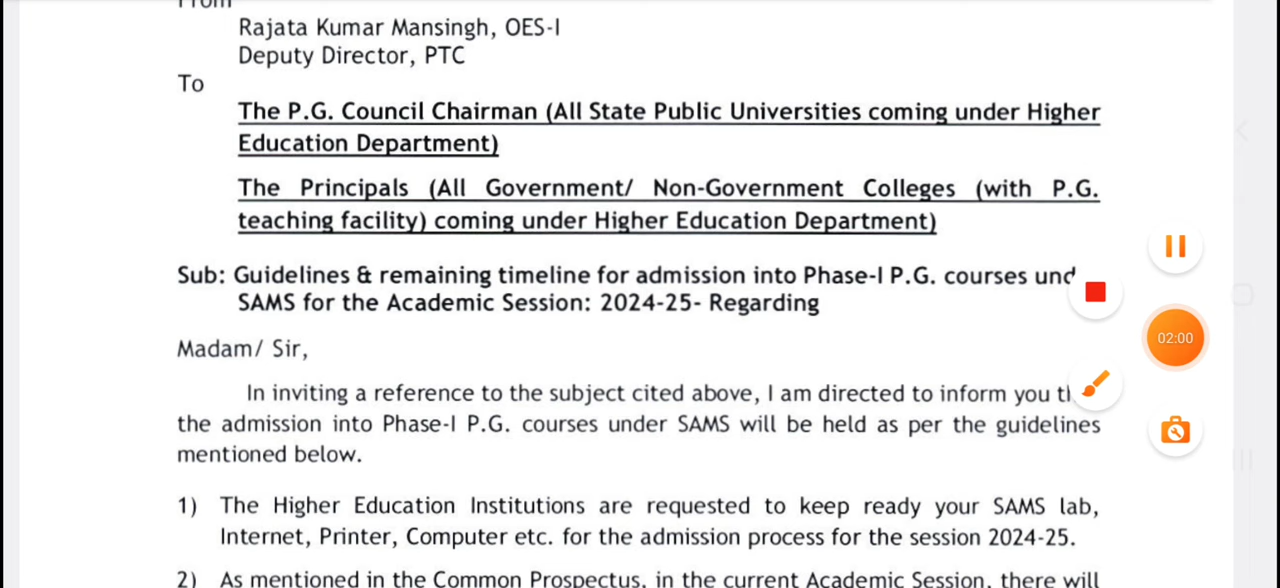 From
Rajata Kumar Mansingh, OES-I
Deputy Director, PTC
To
The P.G. Council Chairman (All State Public Universities coming under Higher
Education Department)
The Principals (All Government/ Non-Government Colleges (with P.G.
teaching facility) coming under Higher Education Department)
Sub: Guidelines & remaining timeline for admission into Phase-I P.G. courses und
SAMS for the Academic Session: 2024-25- Regarding
Madam/ Sir,
In inviting a reference to the subject cited above, I am directed to inform you th
the admission into Phase-I P.G. courses under SAMS will be held as per the guidelines
mentioned below.
1) The Higher Education Institutions are requested to keep ready your SAMS lab,
Internet, Printer, Computer etc. for the admission process for the session 2024-25.
2) As mentioned in the Common Prospectus, in the current Academic Session, there will
02:00